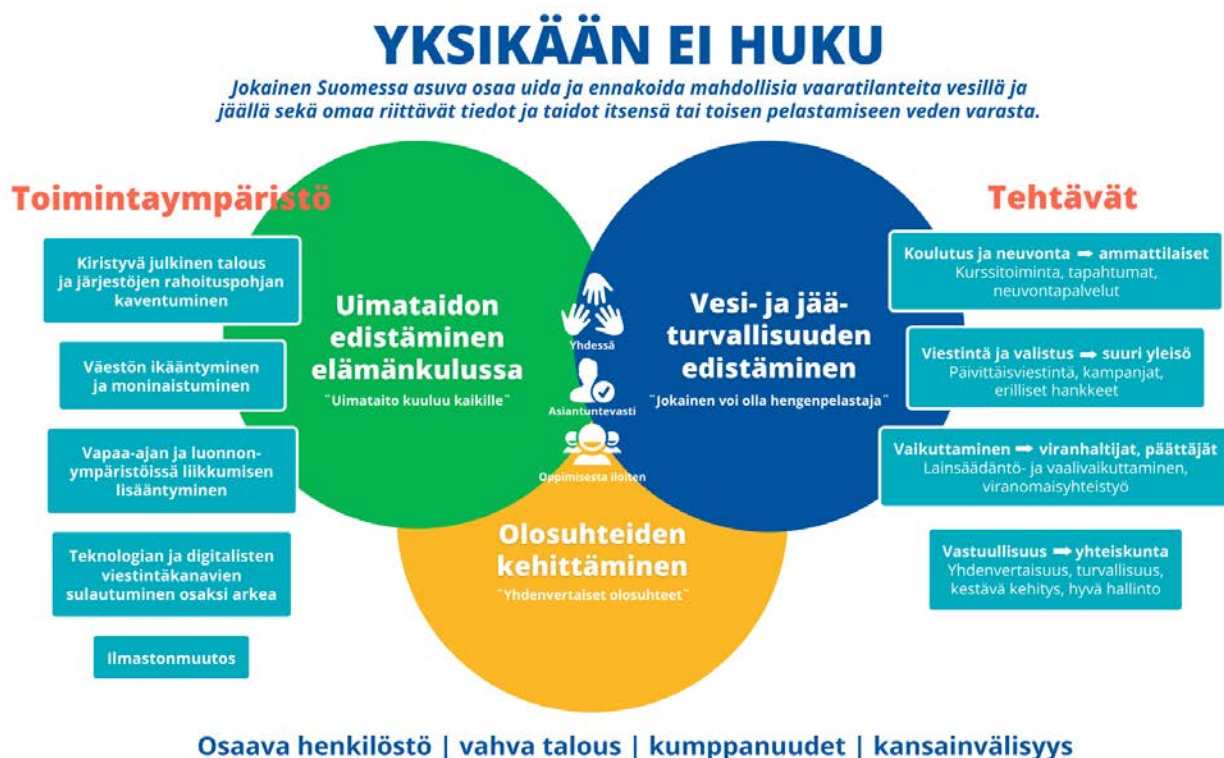 YKSIKÄÄN EI HUKU
Jokainen Suomessa asuva osaa uida ja ennakoida mahdollisia vaaratilanteita vesillä ja
jäällä sekä omaa riittävät tiedot ja taidot itsensä tai toisen pelastamiseen veden varasta.
Toimintaympäristö
Kiristyvä julkinen talous
ja järjestöjen rahoituspohjan
kaventuminen
Väestön ikääntyminen
ja moninaistuminen
Vapaa-ajan ja luonnon-
ympäristöissä liikkumisen
lisääntyminen
Teknologian ja digitalisten
viestintäkanavien
sulautuminen osaksi arkea
Ilmastonmuutos
Uimataidon
edistäminen
elämänkulussa
¨Uimataito kuuluu kaikille¨
Yhdessä
Asiantuntevasti
Oppimisesta iloiten
Vesi- ja jää-
turvallisuuden
edistäminen
¨Jokainen voi olla hengenpelastaja¨
Olosuhteiden
kehittäminen
¨Yhdenvertaiset olosuhteet¨
Tehtävät
Koulutus ja neuvonta ➡ ammattilaiset
Kurssitoiminta, tapahtumat,
neuvontapalvelut
Viestintä ja valistus ➡ suuri yleisö
Päivittäisviestintä, kampanjat,
erilliset hankkeet
Vaikuttaminen ➡ viranhaltijat, päättäjät
Lainsäädäntö- ja vaalivaikuttaminen,
viranomaisyhteistyö
Vastuullisuus ➡ yhteiskunta
Yhdenvertaisuus, turvallisuus,
kestävä kehitys, hyvä hallinto
Osaava henkilöstö | vahva talous | kumppanuudet | kansainvälisyys